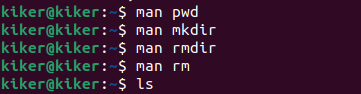 kiker@kiker:~$ man pwd
kiker@kiker:~$ man mkdir
kiker@kiker:~$ man rmdir
kiker@kiker:~$ man rm
kiker@kiker:~$ ls